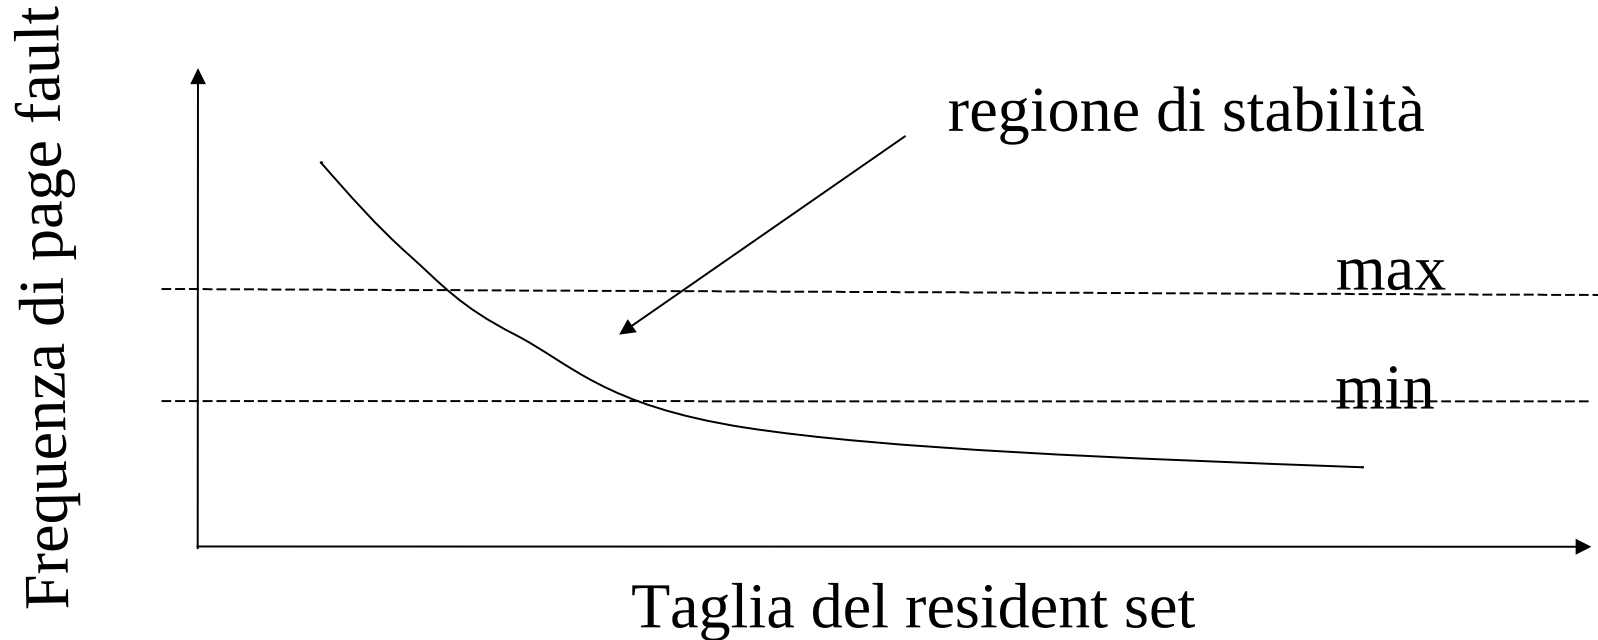 Frequenza di page fault
regione di stabilità
max
min
Taglia del resident set